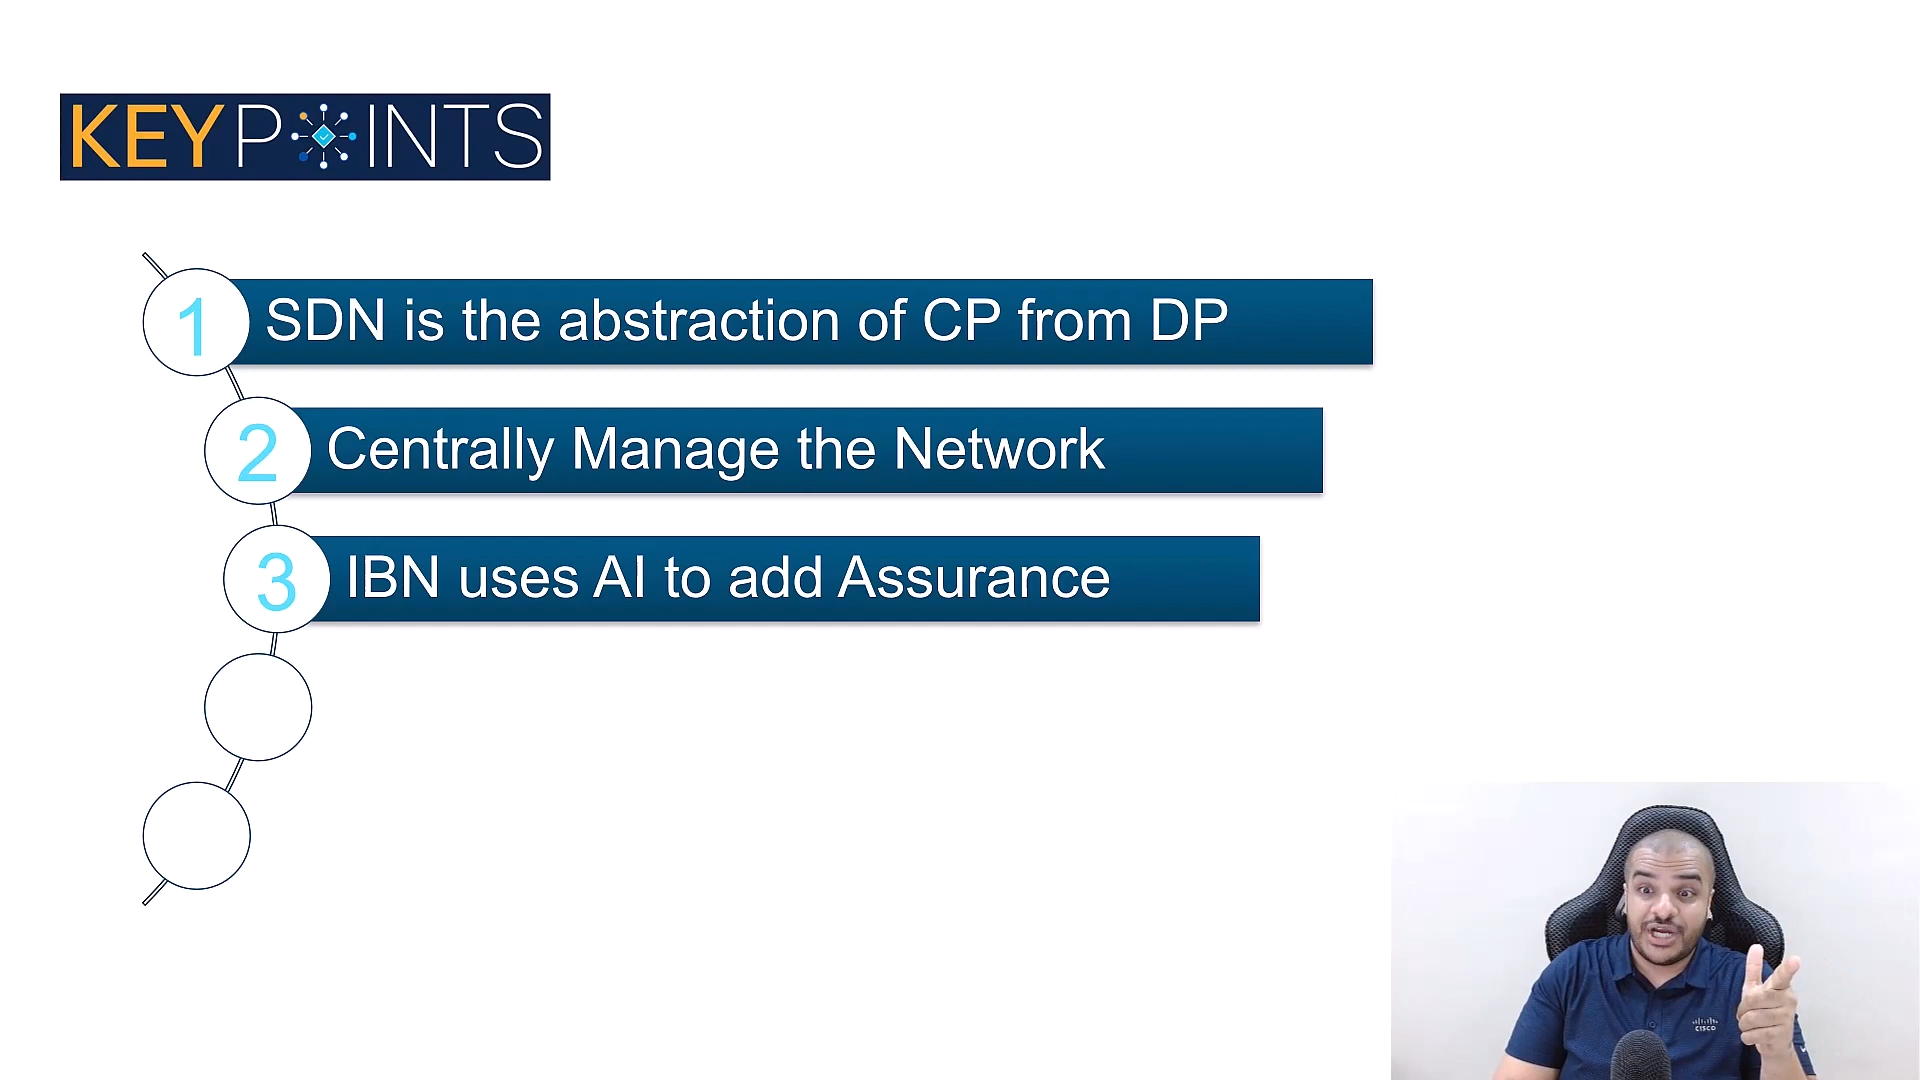 KEYPOINTS
1 SDN is the abstraction of CP from DP
2 Centrally Manage the Network
3 IBN uses AI to add Assurance
CISCO